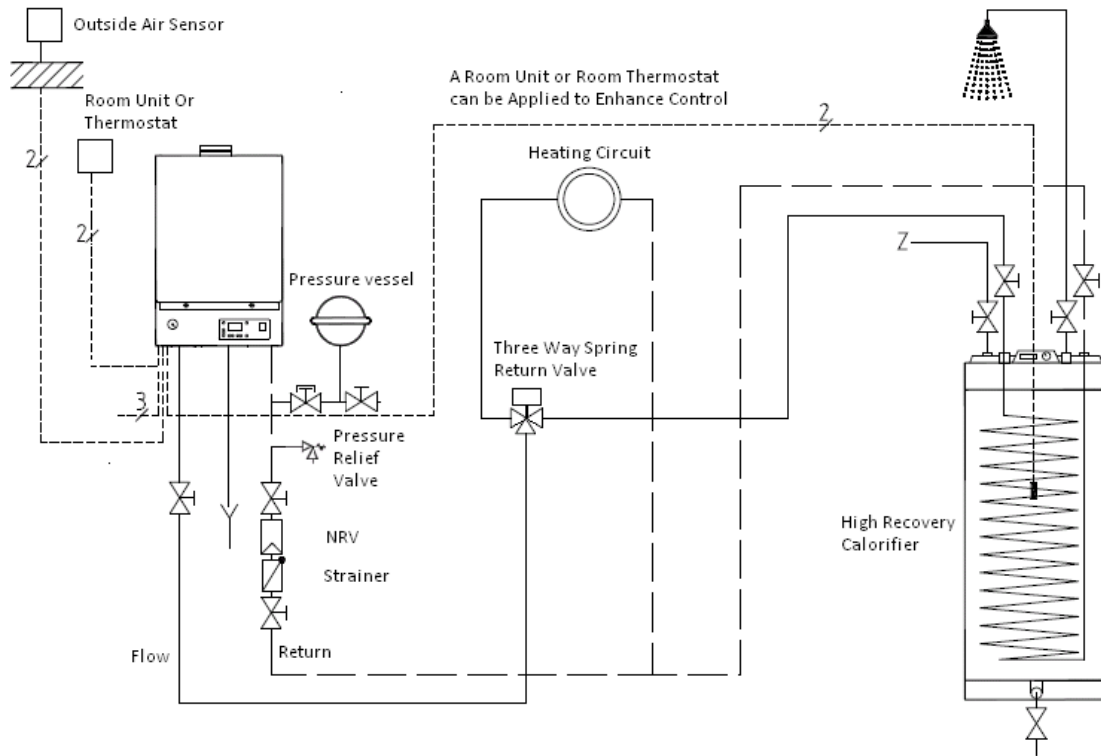 Outside Air Sensor
Room Unit Or
Thermostat
A Room Unit or Room Thermostat
can be Applied to Enhance Control
2
2
2
Heating Circuit
Z
Pressure vessel
Three Way Spring
Return Valve
3
Pressure
Relief
Valve
NRV
Strainer
High Recovery
Calorifier
Flow
Return